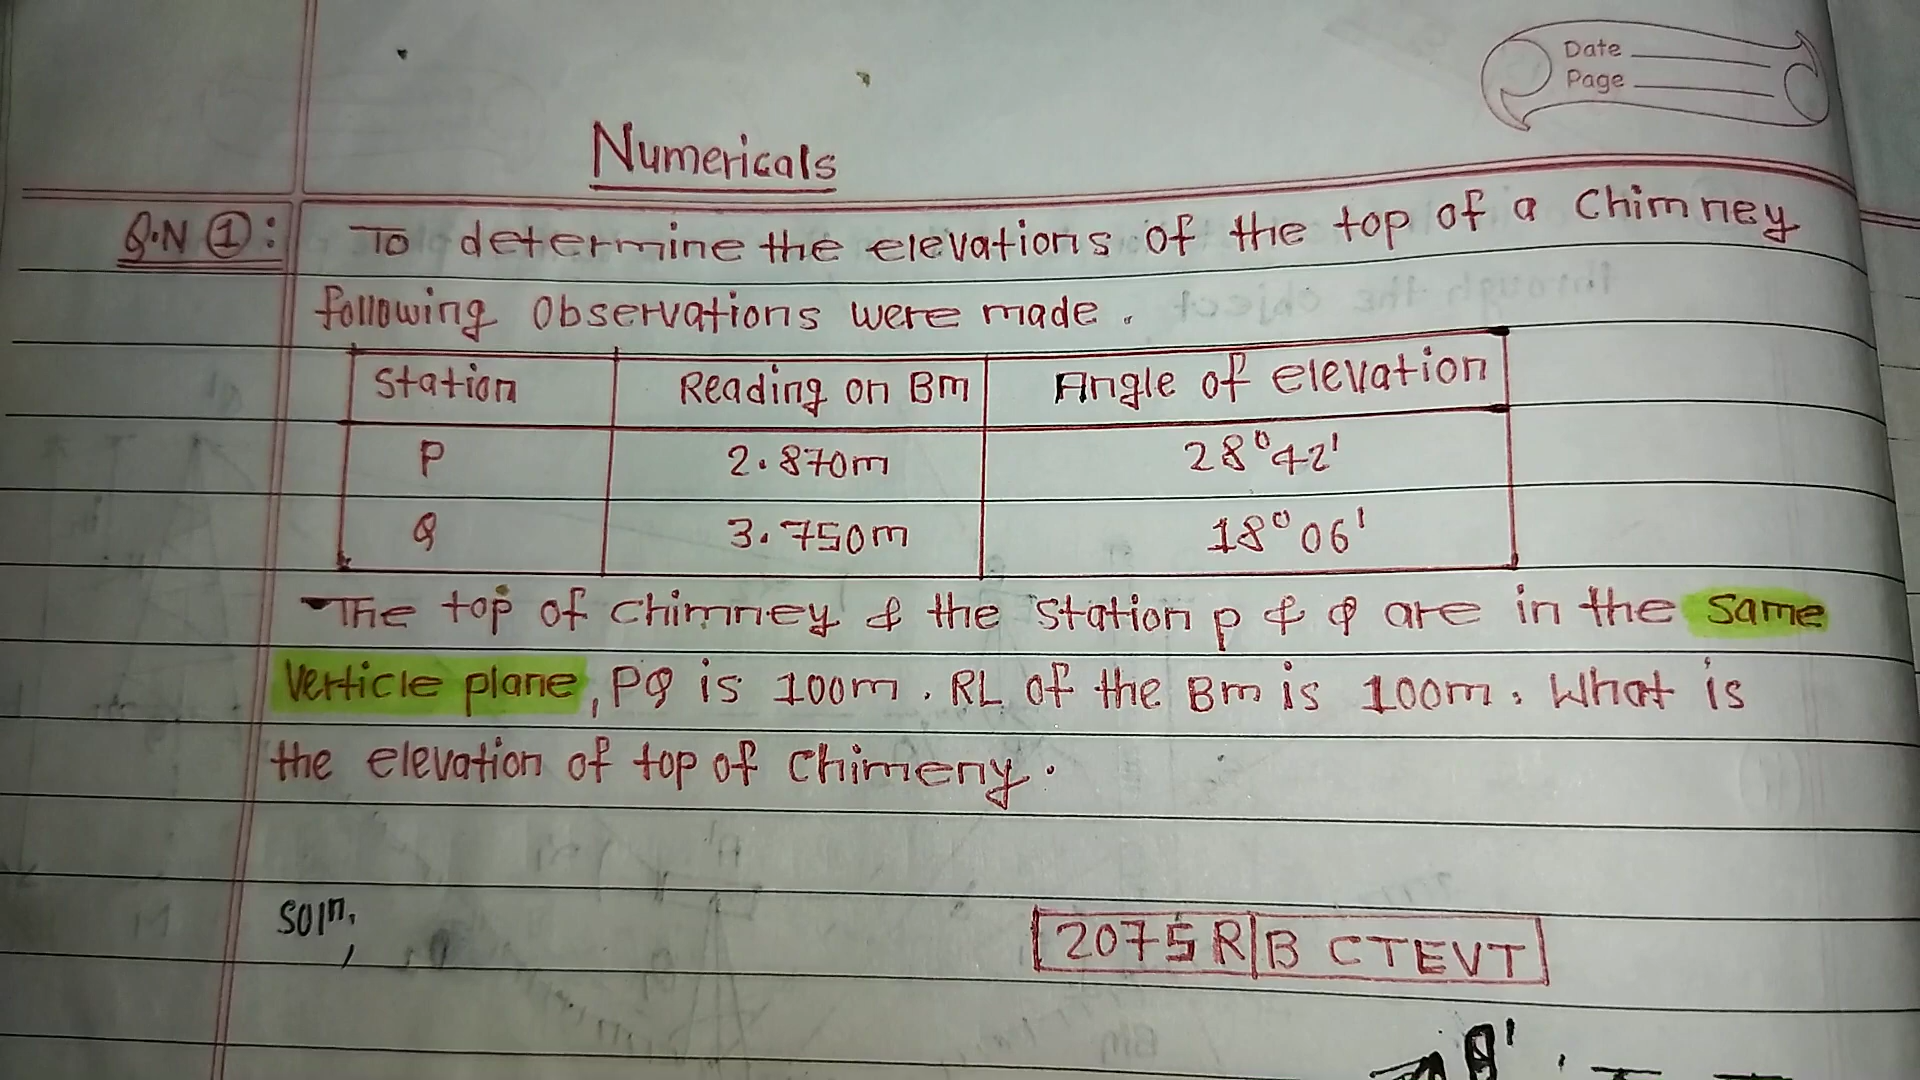 Date
Page
Numericals
Q.N ①: To determine the elevations of the top of a Chimney
following Observations were made.
Station Reading on Bm Angle of elevation
P 2.870m 28°42'
Q 3.750m 18°06'
The top of chimney & the Station p & Q are in the same
Verticle plane, PQ is 100m. RL of the Bm is 100m. What is
the elevation of top of Chimeny.
Soln,
2075 R/B CTEVT